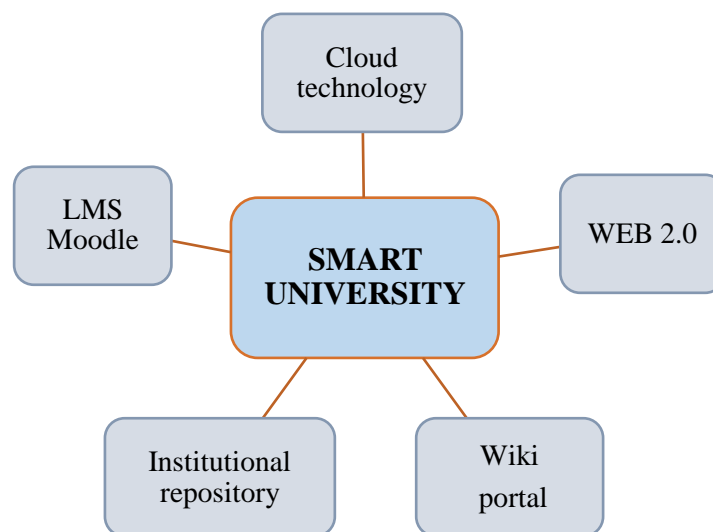 Cloud
technology
LMS
Moodle
WEB 2.0
SMART
UNIVERSITY
Institutional
repository
Wiki
portal